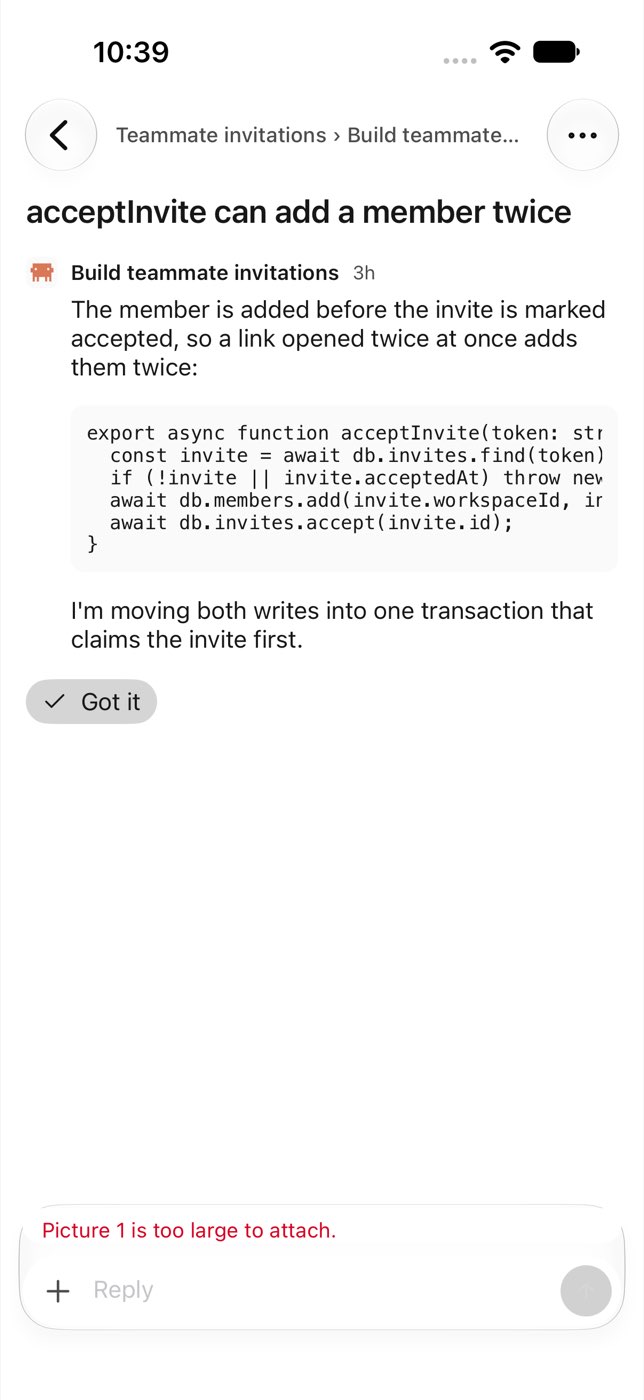 10:39
Teammate invitations › Build teammate...
acceptInvite can add a member twice
Build teammate invitations 3h
The member is added before the invite is marked
accepted, so a link opened twice at once adds
them twice:
export async function acceptInvite(token: str
  const invite = await db.invites.find(token)
  if (!invite || invite.acceptedAt) throw new
  await db.members.add(invite.workspaceId, in
  await db.invites.accept(invite.id);
}
I'm moving both writes into one transaction that
claims the invite first.
Got it
Picture 1 is too large to attach.
Reply